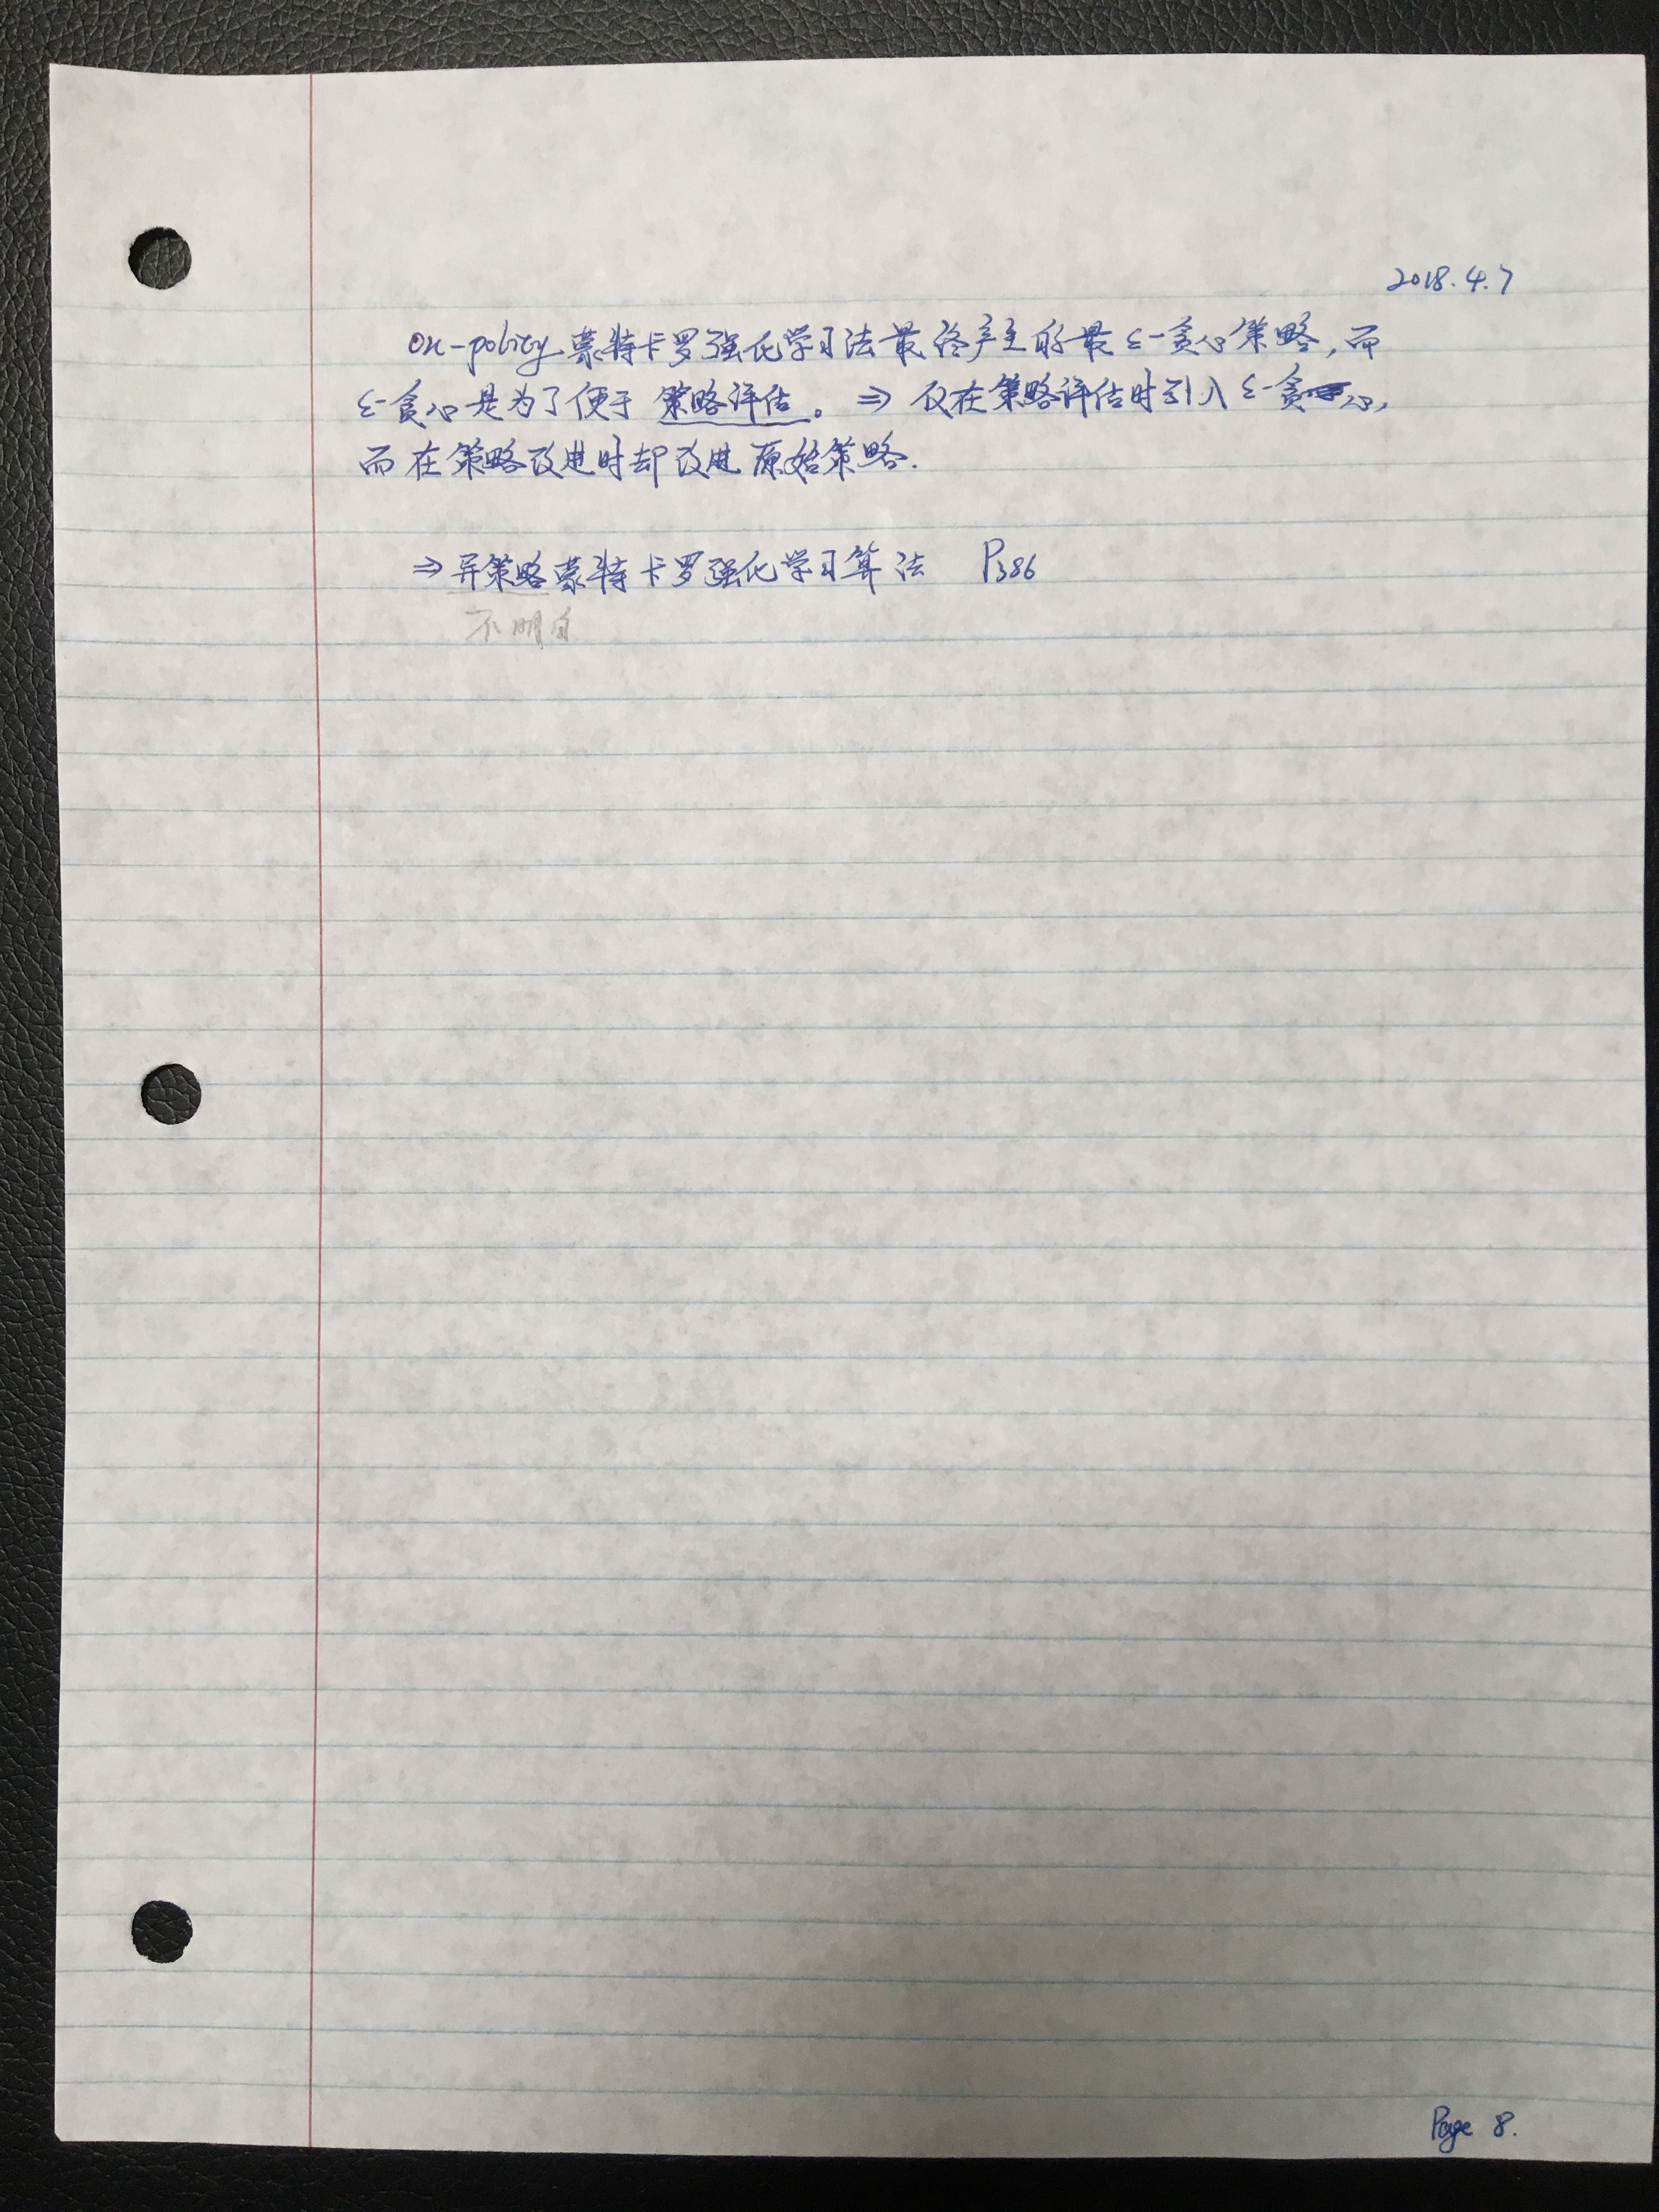 2018.4.7
On-policy 蒙特卡罗强化学习法最终产生的最 ε-贪心策略,而
ε-贪心是为了便于 策略评估。 ⇒ 仅在策略评估时引入 ε-贪心,
而在策略改进时却改进原始策略.
⇒ 异策略蒙特卡罗强化学习算法 P386
不明白
Page 8.